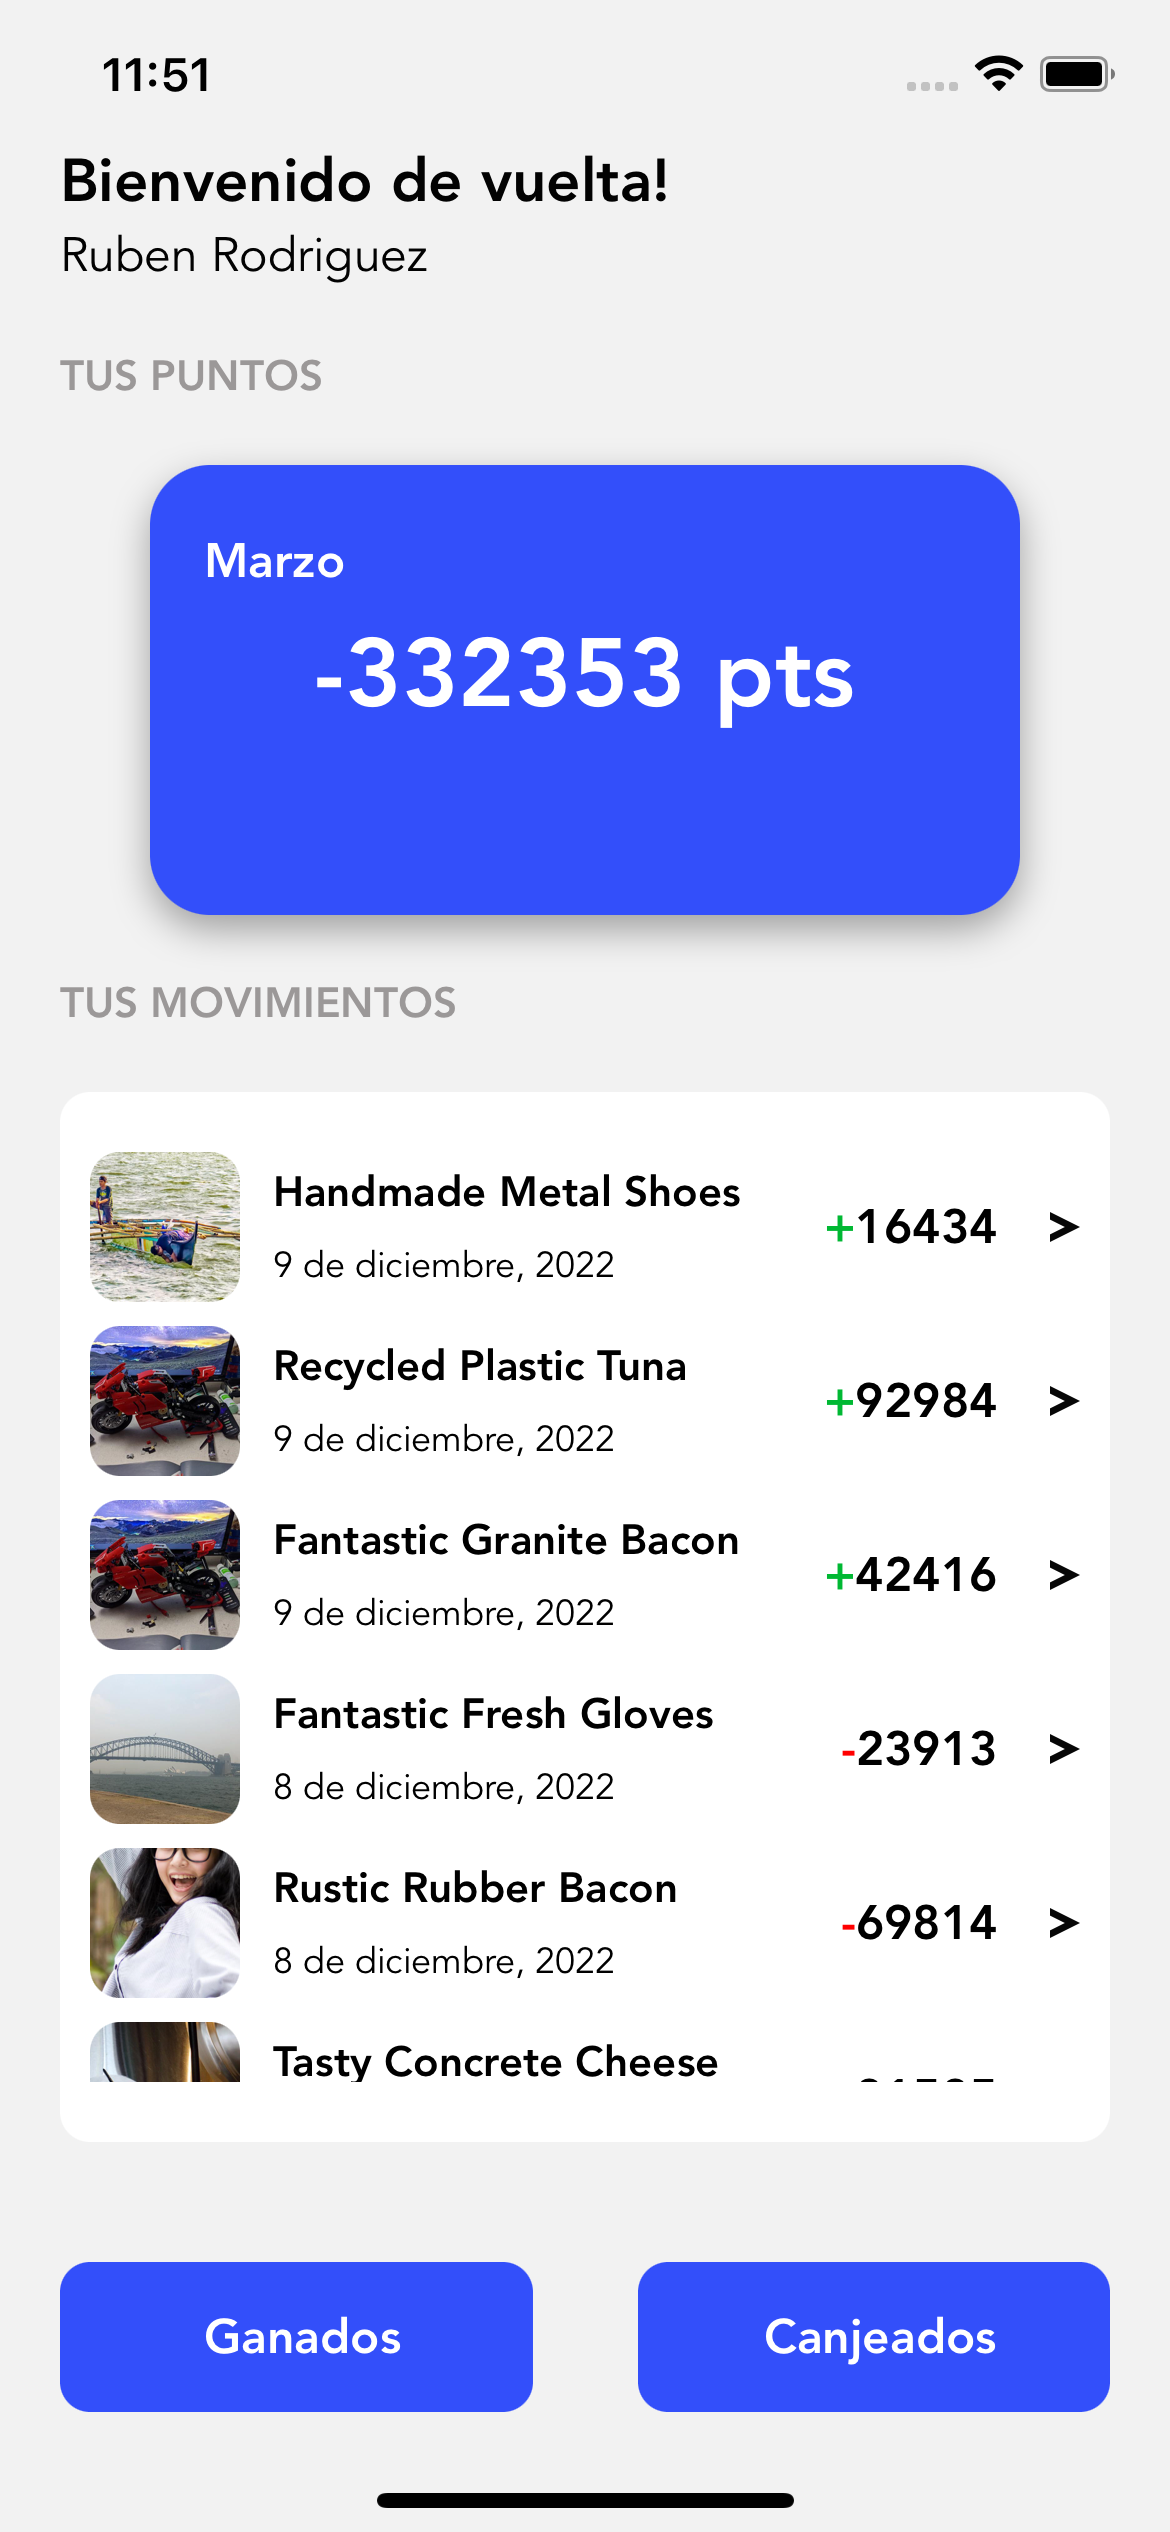 11:51
Bienvenido de vuelta!
Ruben Rodriguez
TUS PUNTOS
Marzo
-332353 pts
TUS MOVIMIENTOS
Handmade Metal Shoes
9 de diciembre, 2022
+16434 >
Recycled Plastic Tuna
9 de diciembre, 2022
+92984 >
Fantastic Granite Bacon
9 de diciembre, 2022
+42416 >
Fantastic Fresh Gloves
8 de diciembre, 2022
-23913 >
Rustic Rubber Bacon
8 de diciembre, 2022
-69814 >
Tasty Concrete Cheese
Ganados
Canjeados